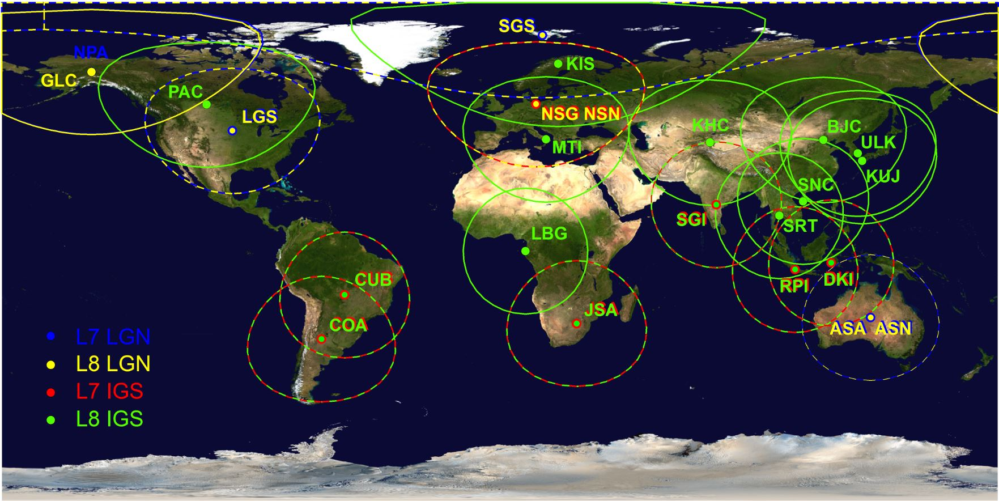 SGS
NPA
KIS
GLC
PAC
NSG NSN
LGS
KHC
BJC
MTI
ULK
KUJ
SNC
SGI
SRT
LBG
CUB
DKI
RPI
JSA
COA
ASA ASN
L7 LGN
L8 LGN
L7 IGS
L8 IGS